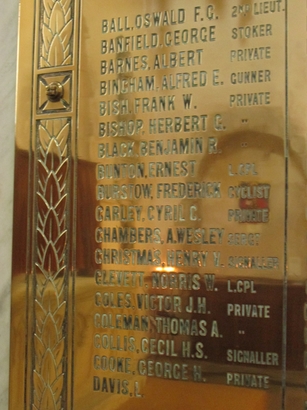 BALL, OSWALD F.G. 2ND LIEUT.
BANFIELD, GEORGE STOKER
BARNES, ALBERT PRIVATE
BINGHAM, ALFRED E. GUNNER
BISH, FRANK W. PRIVATE
BISHOP, HERBERT G. "
BLACK, BENJAMIN R. "
BUNTON, ERNEST L.CPL
BURSTOW, FREDERICK CYCLIST
GARLEY, CYRIL C. PRIVATE
CHAMBERS, A. WESLEY SERGT
CHRISTMAS, HENRY V. SIGNALLER
CLEVETT, NORRIS W. L.CPL
COLES, VICTOR J.H. PRIVATE
COLEMAN, THOMAS A. "
COLLIS, CECIL H.S. SIGNALLER
COOKE, GEORGE H. PRIVATE
DAVIS, L